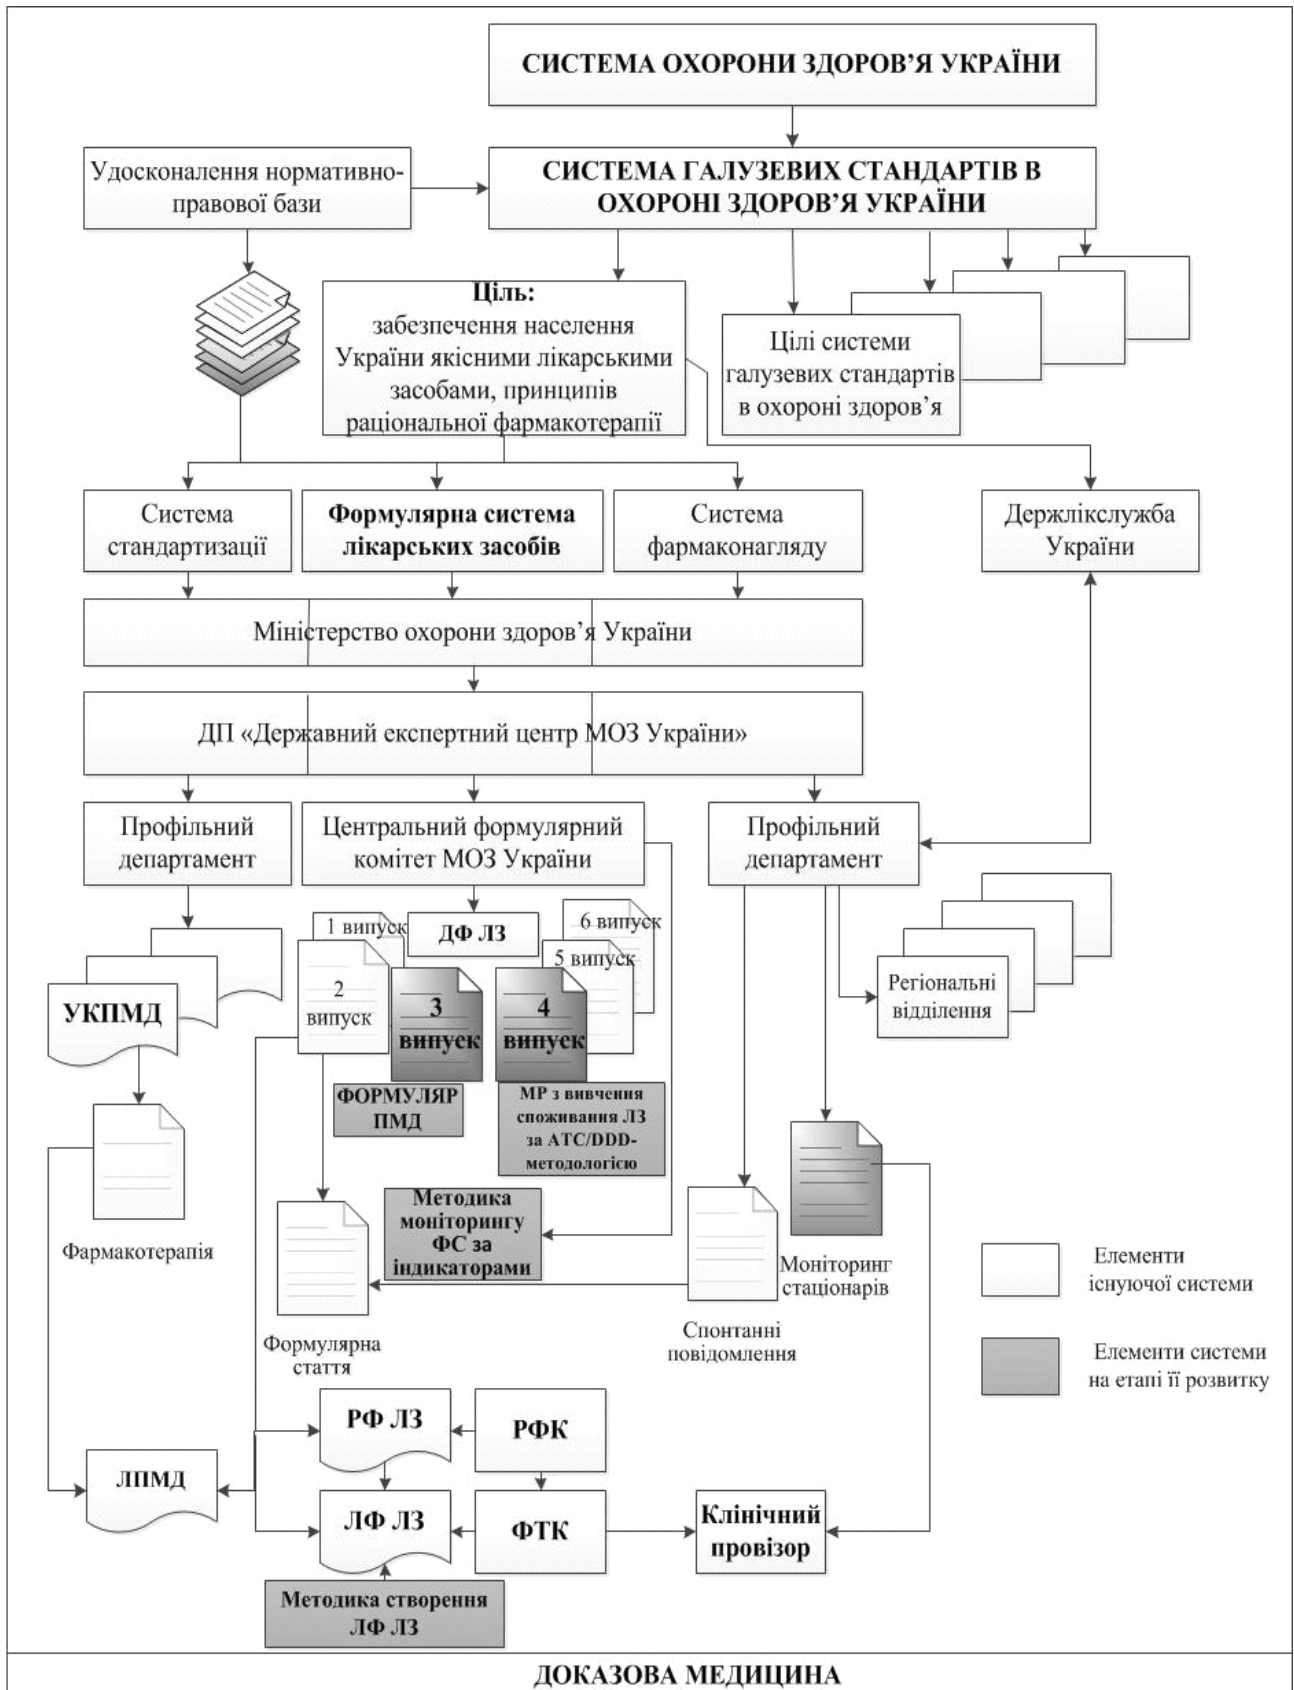 СИСТЕМА ОХОРОНИ ЗДОРОВ’Я УКРАЇНИ
Удосконалення нормативно-
правової бази
СИСТЕМА ГАЛУЗЕВИХ СТАНДАРТІВ В
ОХОРОНІ ЗДОРОВ’Я УКРАЇНИ
Ціль:
забезпечення населення
України якісними лікарськими
засобами, принципів
раціональної фармакотерапії
Цілі системи
галузевих стандартів
в охороні здоров’я
Система
стандартизації
Формулярна система
лікарських засобів
Система
фармаконагляду
Держлікслужба
України
Міністерство охорони здоров’я України
ДП «Державний експертний центр МОЗ України»
Профільний
департамент
Центральний формулярний
комітет МОЗ України
Профільний
департамент
1 випуск
2
випуск
ДФ ЛЗ
6 випуск
5 випуск
3
випуск
4
випуск
УКПМД
Регіональні
відділення
ФОРМУЛЯР
ПМД
МР з вивчення
споживання ЛЗ
за АТС/DDD-
методологією
Методика
моніторингу
ФС за
індикаторами
Фармакотерапія
Моніторинг
стаціонарів
Формулярна
стаття
Спонтанні
повідомлення
Елементи
існуючої системи
Елементи системи
на етапі її розвитку
РФ ЛЗ
РФК
ЛПМД
ЛФ ЛЗ
ФТК
Клінічний
провізор
Методика створення
ЛФ ЛЗ
ДОКАЗОВА МЕДИЦИНА